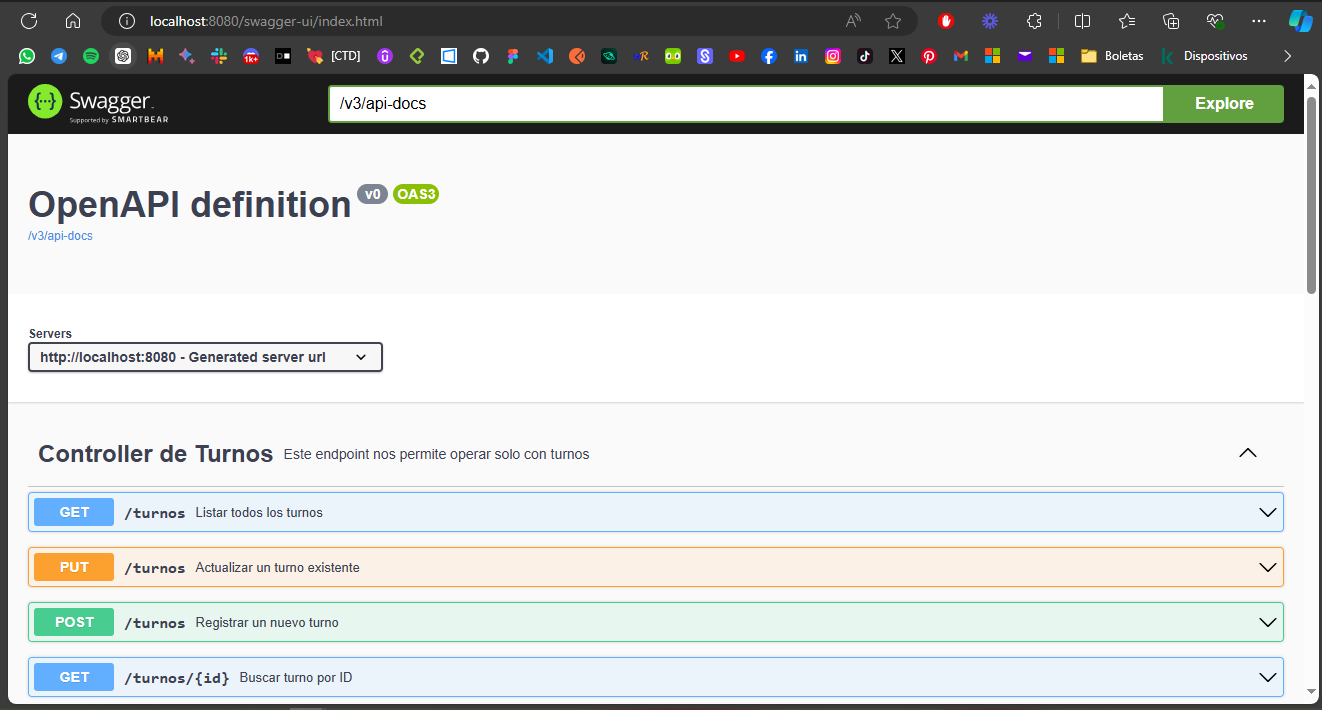 localhost:8080/swagger-ui/index.html
1k+
[CTD]
Boletas
Dispositivos
Swagger
Supported by SMARTBEAR
/v3/api-docs
Explore
OpenAPI definition v0 OAS3
/v3/api-docs
Servers
http://localhost:8080 - Generated server url
Controller de Turnos Este endpoint nos permite operar solo con turnos
GET /turnos Listar todos los turnos
PUT /turnos Actualizar un turno existente
POST /turnos Registrar un nuevo turno
GET /turnos/{id} Buscar turno por ID